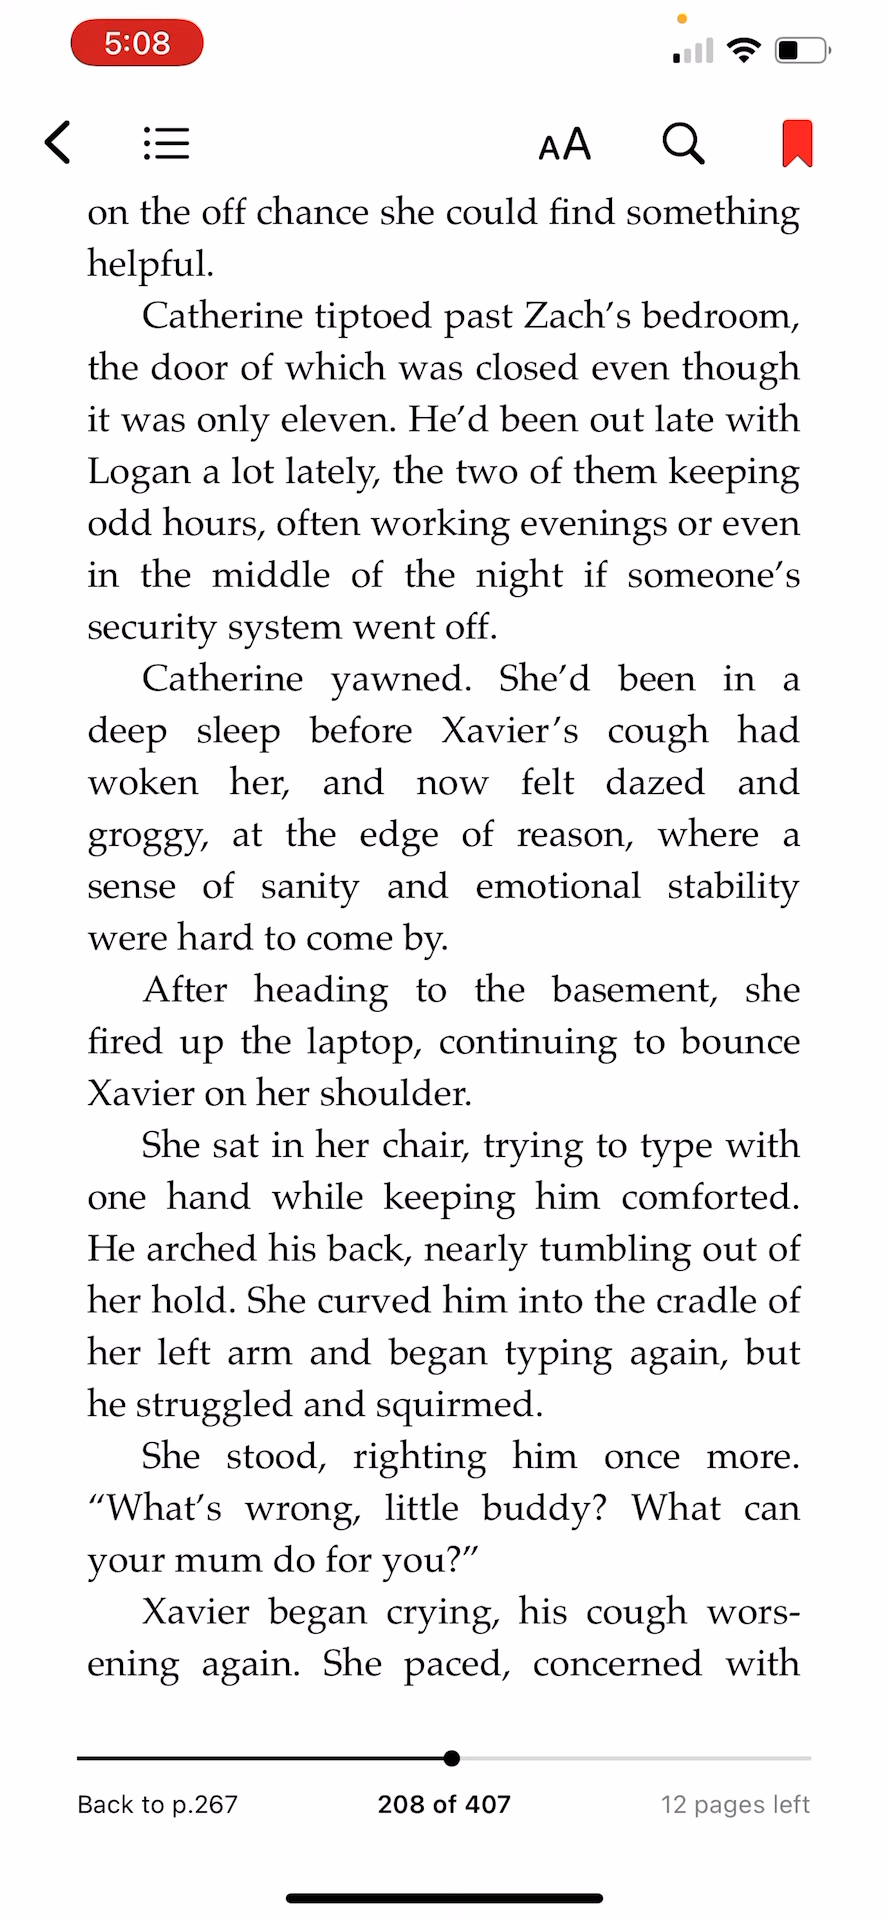 5:08
AA
on the off chance she could find something
helpful.
Catherine tiptoed past Zach’s bedroom,
the door of which was closed even though
it was only eleven. He’d been out late with
Logan a lot lately, the two of them keeping
odd hours, often working evenings or even
in the middle of the night if someone’s
security system went off.
Catherine yawned. She’d been in a
deep sleep before Xavier’s cough had
woken her, and now felt dazed and
groggy, at the edge of reason, where a
sense of sanity and emotional stability
were hard to come by.
After heading to the basement, she
fired up the laptop, continuing to bounce
Xavier on her shoulder.
She sat in her chair, trying to type with
one hand while keeping him comforted.
He arched his back, nearly tumbling out of
her hold. She curved him into the cradle of
her left arm and began typing again, but
he struggled and squirmed.
She stood, righting him once more.
“What’s wrong, little buddy? What can
your mum do for you?”
Xavier began crying, his cough wors-
ening again. She paced, concerned with
Back to p.267 208 of 407 12 pages left